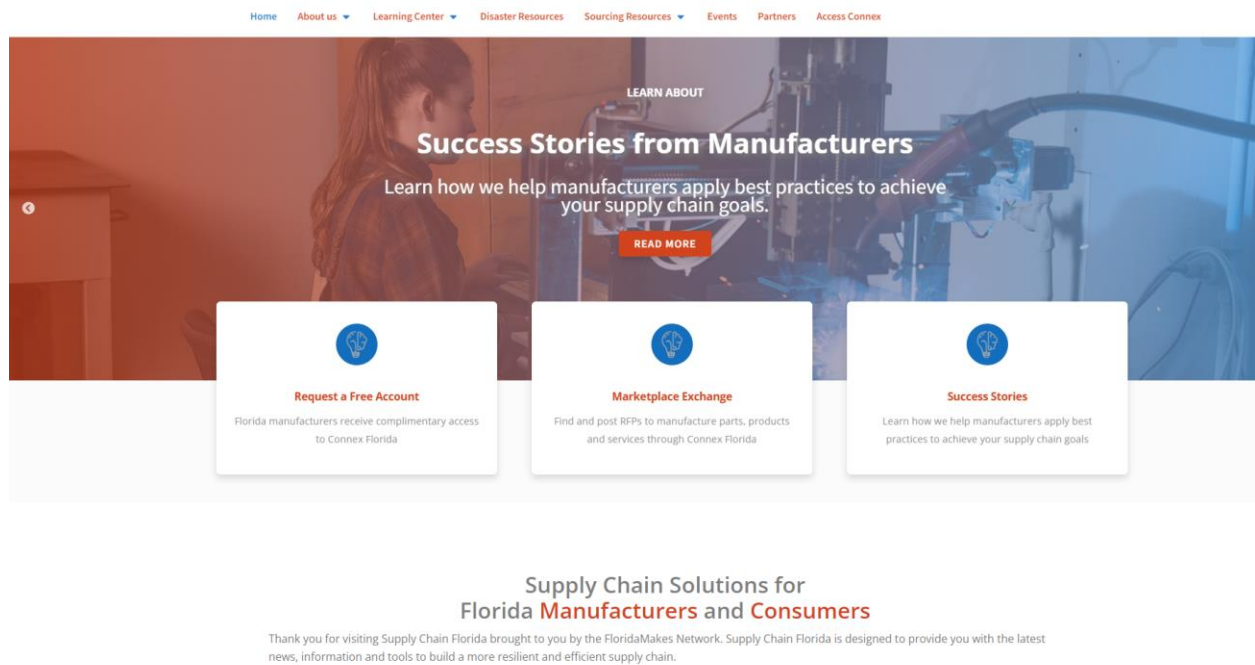 Home About us Learning Center Disaster Resources Sourcing Resources Events Partners Access Connex
LEARN ABOUT
Success Stories from Manufacturers
Learn how we help manufacturers apply best practices to achieve
your supply chain goals.
READ MORE
Request a Free Account
Florida manufacturers receive complimentary access
to Connex Florida
Marketplace Exchange
Find and post RFPs to manufacture parts, products
and services through Connex Florida
Success Stories
Learn how we help manufacturers apply best
practices to achieve your supply chain goals
Supply Chain Solutions for
Florida Manufacturers and Consumers
Thank you for visiting Supply Chain Florida brought to you by the FloridaMakes Network. Supply Chain Florida is designed to provide you with the latest
news, information and tools to build a more resilient and efficient supply chain.